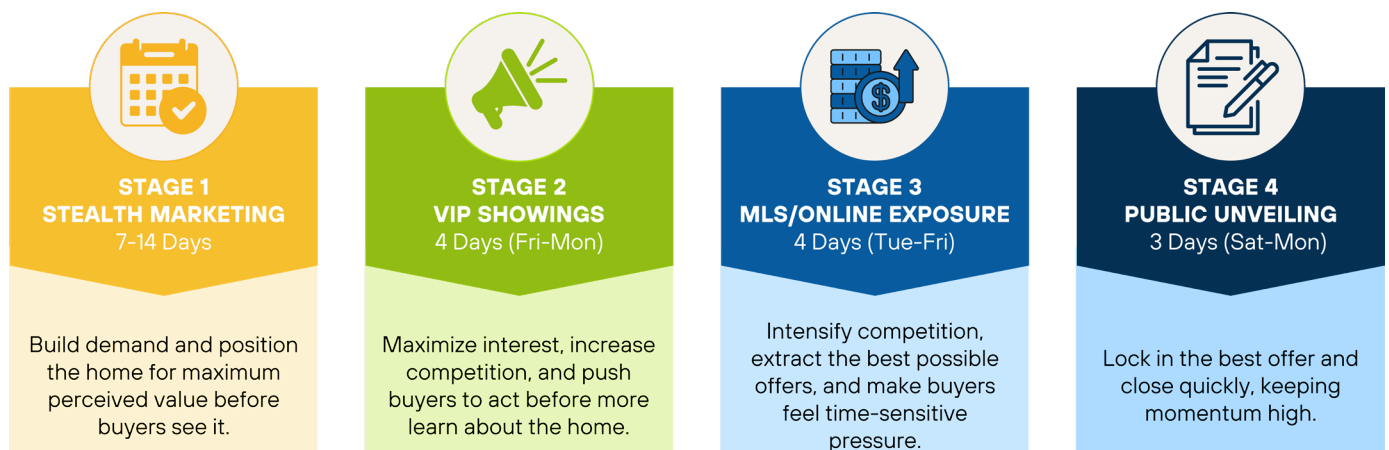 STAGE 1
STEALTH MARKETING
7-14 Days
Build demand and position
the home for maximum
perceived value before
buyers see it.
STAGE 2
VIP SHOWINGS
4 Days (Fri-Mon)
Maximize interest, increase
competition, and push
buyers to act before more
learn about the home.
STAGE 3
MLS/ONLINE EXPOSURE
4 Days (Tue-Fri)
Intensify competition,
extract the best possible
offers, and make buyers
feel time-sensitive
pressure.
STAGE 4
PUBLIC UNVEILING
3 Days (Sat-Mon)
Lock in the best offer and
close quickly, keeping
momentum high.